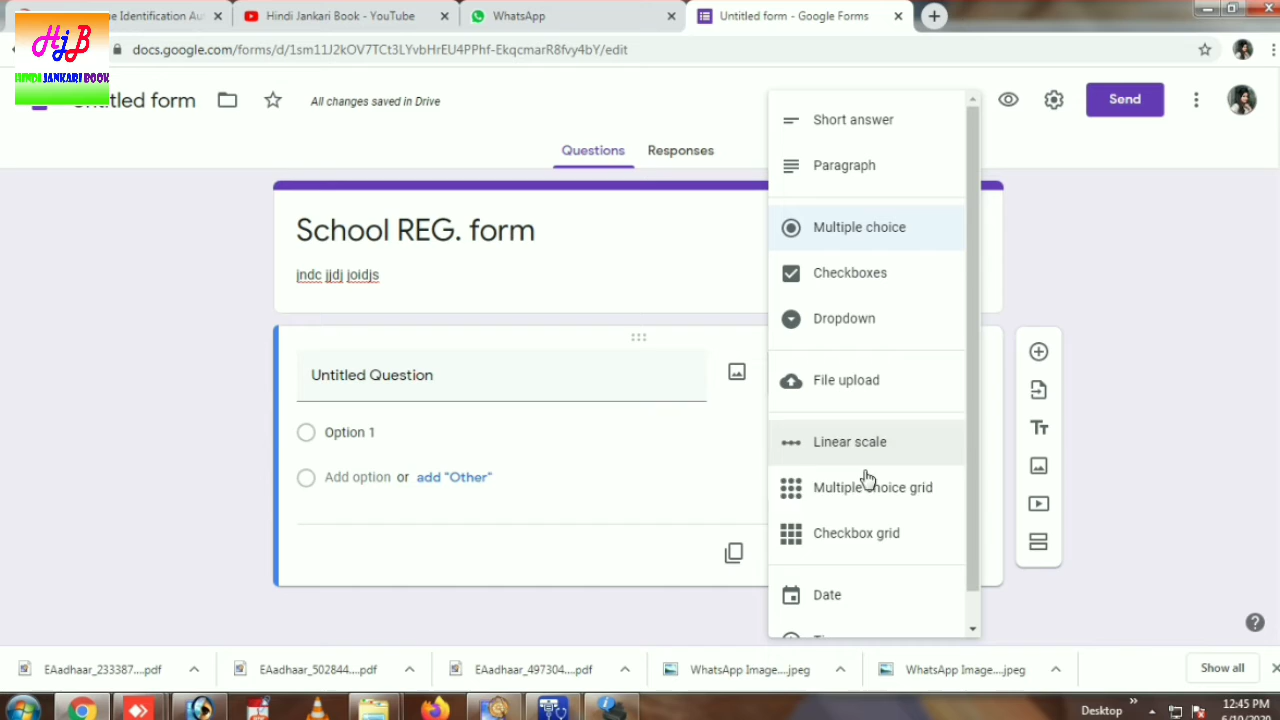 e Identification Au
Hindi Jankari Book - YouTube
WhatsApp
Untitled form - Google Forms
docs.google.com/forms/d/1sm11J2kOV7TCt3LYvbHrEU4PPhf-EkqcmarR8fvy4bY/edit
HjB
HINDI JANKARI BOOK
Untitled form
All changes saved in Drive
Send
Questions
Responses
School REG. form
jndc jjdj joidjs
Untitled Question
Option 1
Add option or add "Other"
Short answer
Paragraph
Multiple choice
Checkboxes
Dropdown
File upload
Linear scale
Multiple choice grid
Checkbox grid
Date
EAadhaar_233387....pdf
EAadhaar_502844....pdf
EAadhaar_497304....pdf
WhatsApp Image....jpeg
WhatsApp Image....jpeg
Show all
Desktop
12:45 PM